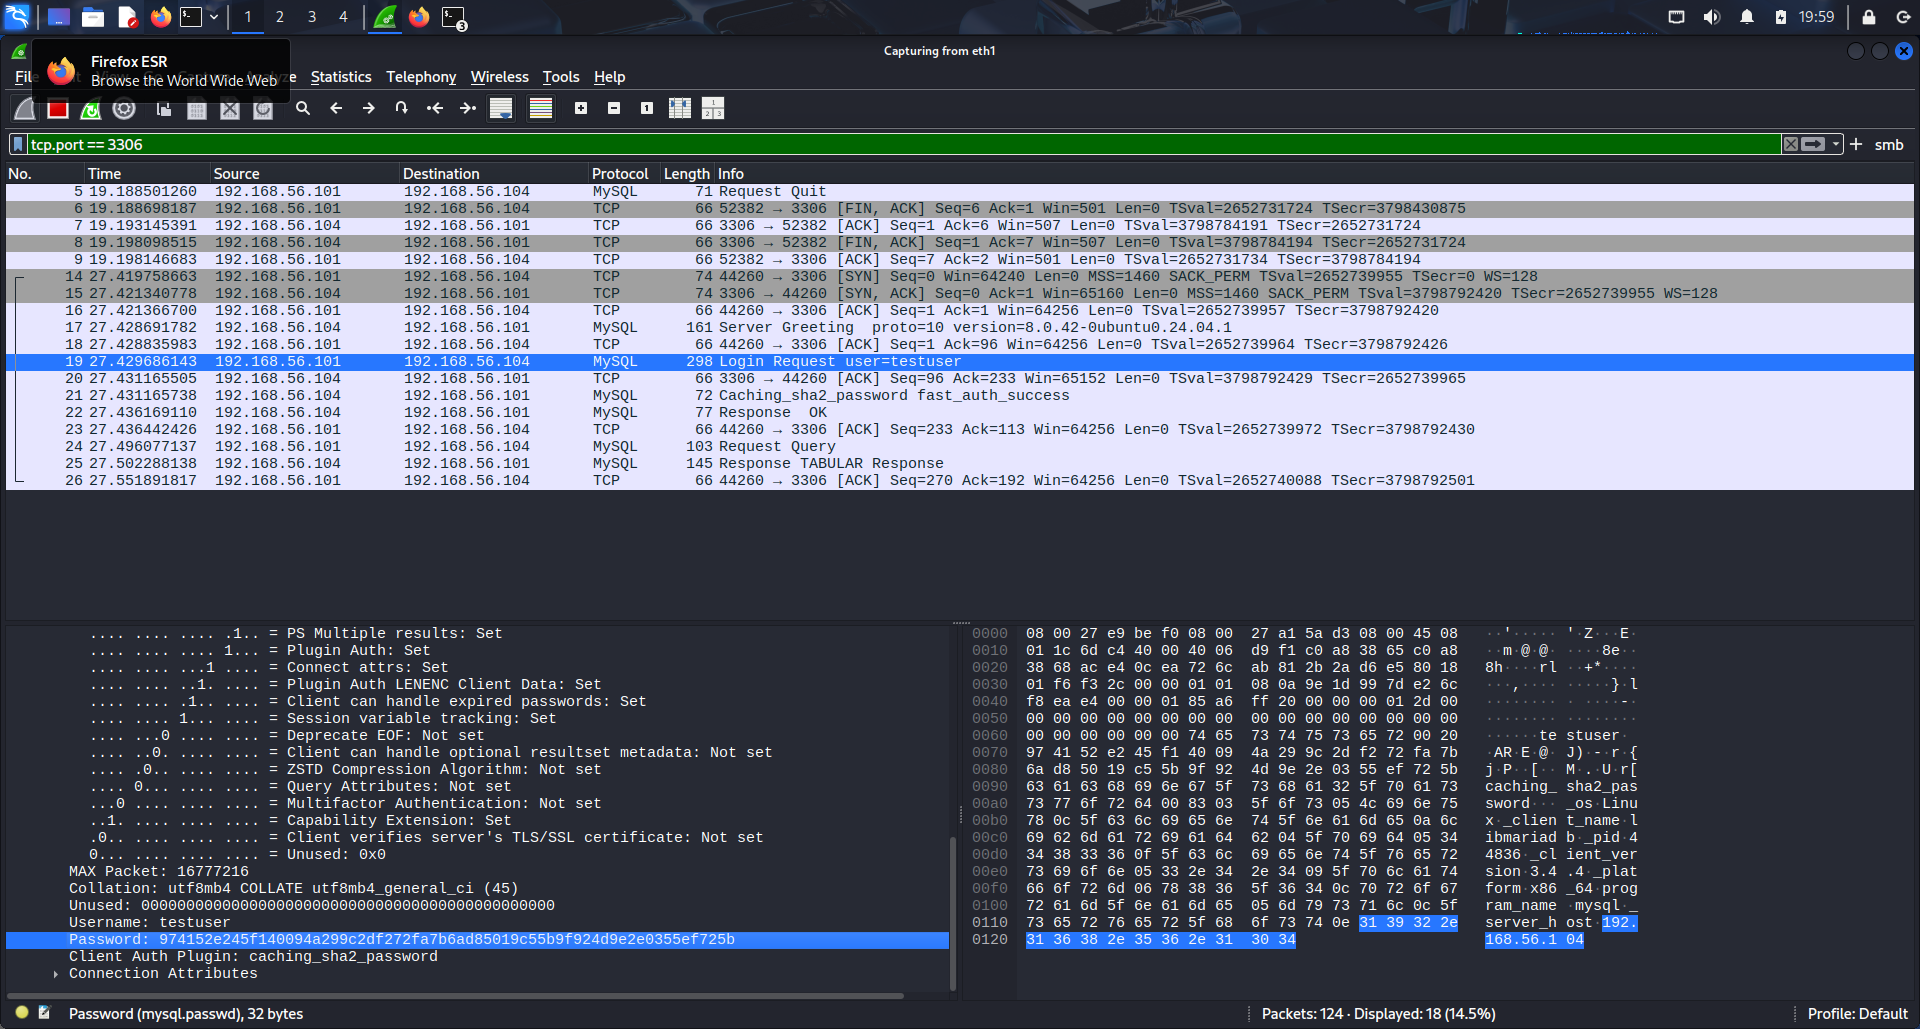 1 2 3 4
3
19:59
Capturing from eth1
Firefox ESR
Browse the World Wide Web
Statistics Telephony Wireless Tools Help
tcp.port == 3306
smb
No. Time Source Destination Protocol Length Info
5 19.188501260 192.168.56.101 192.168.56.104 MySQL 71 Request Quit
6 19.188698187 192.168.56.101 192.168.56.104 TCP 66 52382 → 3306 [FIN, ACK] Seq=6 Ack=1 Win=501 Len=0 TSval=2652731724 TSecr=3798430875
7 19.193145391 192.168.56.104 192.168.56.101 TCP 66 3306 → 52382 [ACK] Seq=1 Ack=6 Win=507 Len=0 TSval=3798784191 TSecr=2652731724
8 19.198098515 192.168.56.104 192.168.56.101 TCP 66 3306 → 52382 [FIN, ACK] Seq=1 Ack=7 Win=507 Len=0 TSval=3798784194 TSecr=2652731724
9 19.198146683 192.168.56.101 192.168.56.104 TCP 66 52382 → 3306 [ACK] Seq=7 Ack=2 Win=501 Len=0 TSval=2652731734 TSecr=3798784194
14 27.419758663 192.168.56.101 192.168.56.104 TCP 74 44260 → 3306 [SYN] Seq=0 Win=64240 Len=0 MSS=1460 SACK_PERM TSval=2652739955 TSecr=0 WS=128
15 27.421340778 192.168.56.104 192.168.56.101 TCP 74 3306 → 44260 [SYN, ACK] Seq=0 Ack=1 Win=65160 Len=0 MSS=1460 SACK_PERM TSval=3798792420 TSecr=2652739955 WS=128
16 27.421366700 192.168.56.101 192.168.56.104 TCP 66 44260 → 3306 [ACK] Seq=1 Ack=1 Win=64256 Len=0 TSval=2652739957 TSecr=3798792420
17 27.428691782 192.168.56.104 192.168.56.101 MySQL 161 Server Greeting proto=10 version=8.0.42-0ubuntu0.24.04.1
18 27.428835983 192.168.56.101 192.168.56.104 TCP 66 44260 → 3306 [ACK] Seq=1 Ack=96 Win=64256 Len=0 TSval=2652739964 TSecr=3798792426
19 27.429686143 192.168.56.101 192.168.56.104 MySQL 298 Login Request user=testuser
20 27.431165505 192.168.56.104 192.168.56.101 TCP 66 3306 → 44260 [ACK] Seq=96 Ack=233 Win=65152 Len=0 TSval=3798792429 TSecr=2652739965
21 27.431165738 192.168.56.104 192.168.56.101 MySQL 72 Caching_sha2_password fast_auth_success
22 27.436169110 192.168.56.104 192.168.56.101 MySQL 77 Response OK
23 27.436442426 192.168.56.101 192.168.56.104 TCP 66 44260 → 3306 [ACK] Seq=233 Ack=113 Win=64256 Len=0 TSval=2652739972 TSecr=3798792430
24 27.496077137 192.168.56.101 192.168.56.104 MySQL 103 Request Query
25 27.502288138 192.168.56.104 192.168.56.101 MySQL 145 Response TABULAR Response
26 27.551891817 192.168.56.101 192.168.56.104 TCP 66 44260 → 3306 [ACK] Seq=270 Ack=192 Win=64256 Len=0 TSval=2652740088 TSecr=3798792501
.... .... .... .1.. = PS Multiple results: Set
.... .... .... 1... = Plugin Auth: Set
.... .... ...1 .... = Connect attrs: Set
.... .... ..1. .... = Plugin Auth LENENC Client Data: Set
.... .... .1.. .... = Client can handle expired passwords: Set
.... .... 1... .... = Session variable tracking: Set
.... ...0 .... .... = Deprecate EOF: Not set
.... ..0. .... .... = Client can handle optional resultset metadata: Not set
.... .0.. .... .... = ZSTD Compression Algorithm: Not set
.... 0... .... .... = Query Attributes: Not set
...0 .... .... .... = Multifactor Authentication: Not set
..1. .... .... .... = Capability Extension: Set
.0.. .... .... .... = Client verifies server's TLS/SSL certificate: Not set
0... .... .... .... = Unused: 0x0
MAX Packet: 16777216
Collation: utf8mb4 COLLATE utf8mb4_general_ci (45)
Unused: 0000000000000000000000000000000000000000000000
Username: testuser
Password: 974152e245f140094a299c2df272fa7b6ad85019c55b9f924d9e2e0355ef725b
Client Auth Plugin: caching_sha2_password
Connection Attributes
0000 08 00 27 e9 be f0 08 00 27 a1 5a d3 08 00 45 08 ··'····· '·Z···E·
0010 01 1c 6d c4 40 00 40 06 d9 f1 c0 a8 38 65 c0 a8 ··m·@·@· ····8e··
0020 38 68 ac e4 0c ea 72 6c ab 81 2b 2a d6 e5 80 18 8h····rl ··+*····
0030 01 f6 f3 2c 00 00 01 01 08 0a 9e 1d 99 7d e2 6c ···,···· ·····}·l
0040 f8 ea e4 00 00 01 85 a6 ff 20 00 00 00 01 2d 00 ········ · ····-·
0050 00 00 00 00 00 00 00 00 00 00 00 00 00 00 00 00 ········ ········
0060 00 00 00 00 00 00 74 65 73 74 75 73 65 72 00 20 ······te stuser·
0070 97 41 52 e2 45 f1 40 09 4a 29 9c 2d f2 72 fa 7b ·AR·E·@· J)·-·r·{
0080 6a d8 50 19 c5 5b 9f 92 4d 9e 2e 03 55 ef 72 5b j·P··[·· M·.·U·r[
0090 63 61 63 68 69 6e 67 5f 73 68 61 32 5f 70 61 73 caching_ sha2_pas
00a0 73 77 6f 72 64 00 83 03 5f 6f 73 05 4c 69 6e 75 sword··· _os·Linu
00b0 78 0c 5f 63 6c 69 65 6e 74 5f 6e 61 6d 65 0a 6c x·_clien t_name·l
00c0 69 62 6d 61 72 69 61 64 62 04 5f 70 69 64 05 34 ibmariad b·_pid·4
00d0 34 38 33 36 0f 5f 63 6c 69 65 6e 74 5f 76 65 72 4836·_cl ient_ver
00e0 73 69 6f 6e 05 33 2e 34 2e 34 09 5f 70 6c 61 74 sion·3.4 .4·_plat
00f0 66 6f 72 6d 06 78 38 36 5f 36 34 0c 70 72 6f 67 form·x86 _64·prog
0100 72 61 6d 5f 6e 61 6d 65 05 6d 79 73 71 6c 0c 5f ram_name ·mysql·_
0110 73 65 72 76 65 72 5f 68 6f 73 74 0e 31 39 32 2e server_h ost·192.
0120 31 36 38 2e 35 36 2e 31 30 34 168.56.1 04
Password (mysql.passwd), 32 bytes
Packets: 124 · Displayed: 18 (14.5%)
Profile: Default